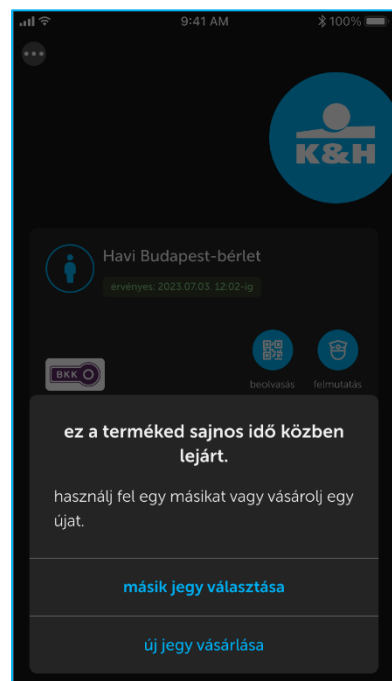 9:41 AM
100%
K&H
Havi Budapest-bérlet
érvényes: 2023.07.03. 12:02-ig
BKK
beolvasás
felmutatás
ez a terméked sajnos idő közben
lejárt.
használj fel egy másikat vagy vásárolj egy
újat.
másik jegy választása
új jegy vásárlása